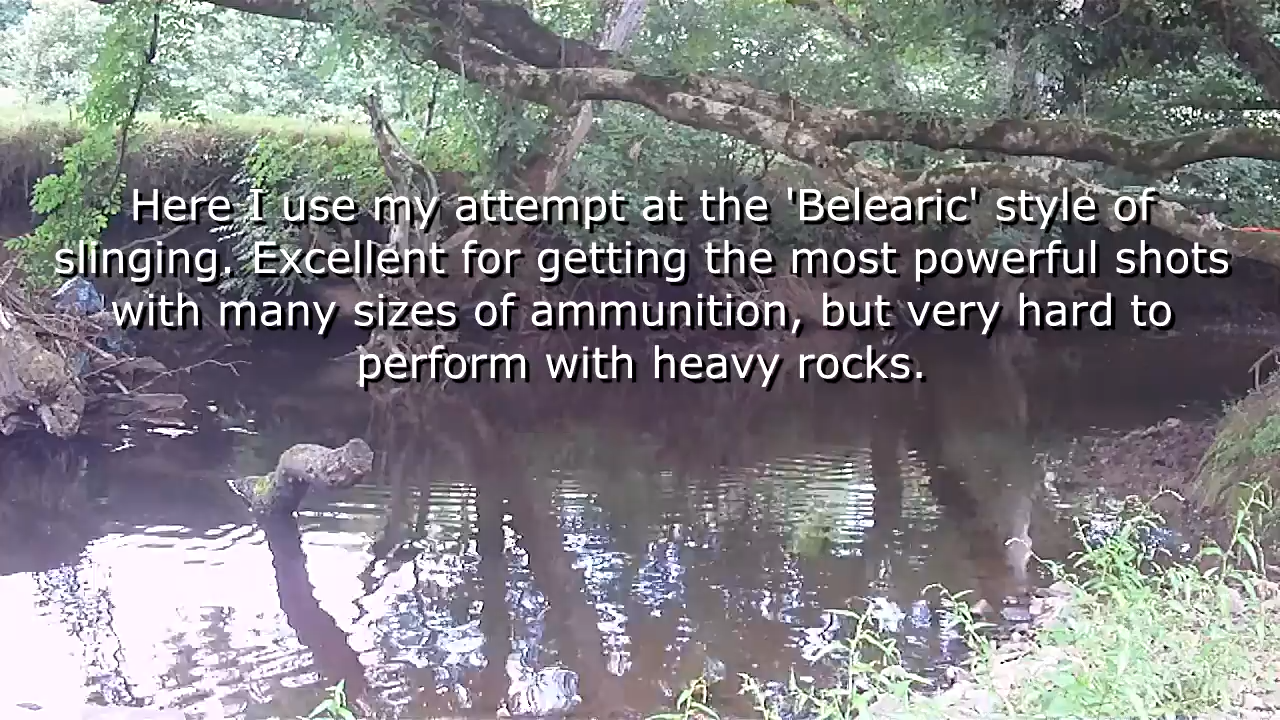 Here I use my attempt at the 'Belearic' style of
slinging. Excellent for getting the most powerful shots
with many sizes of ammunition, but very hard to
perform with heavy rocks.